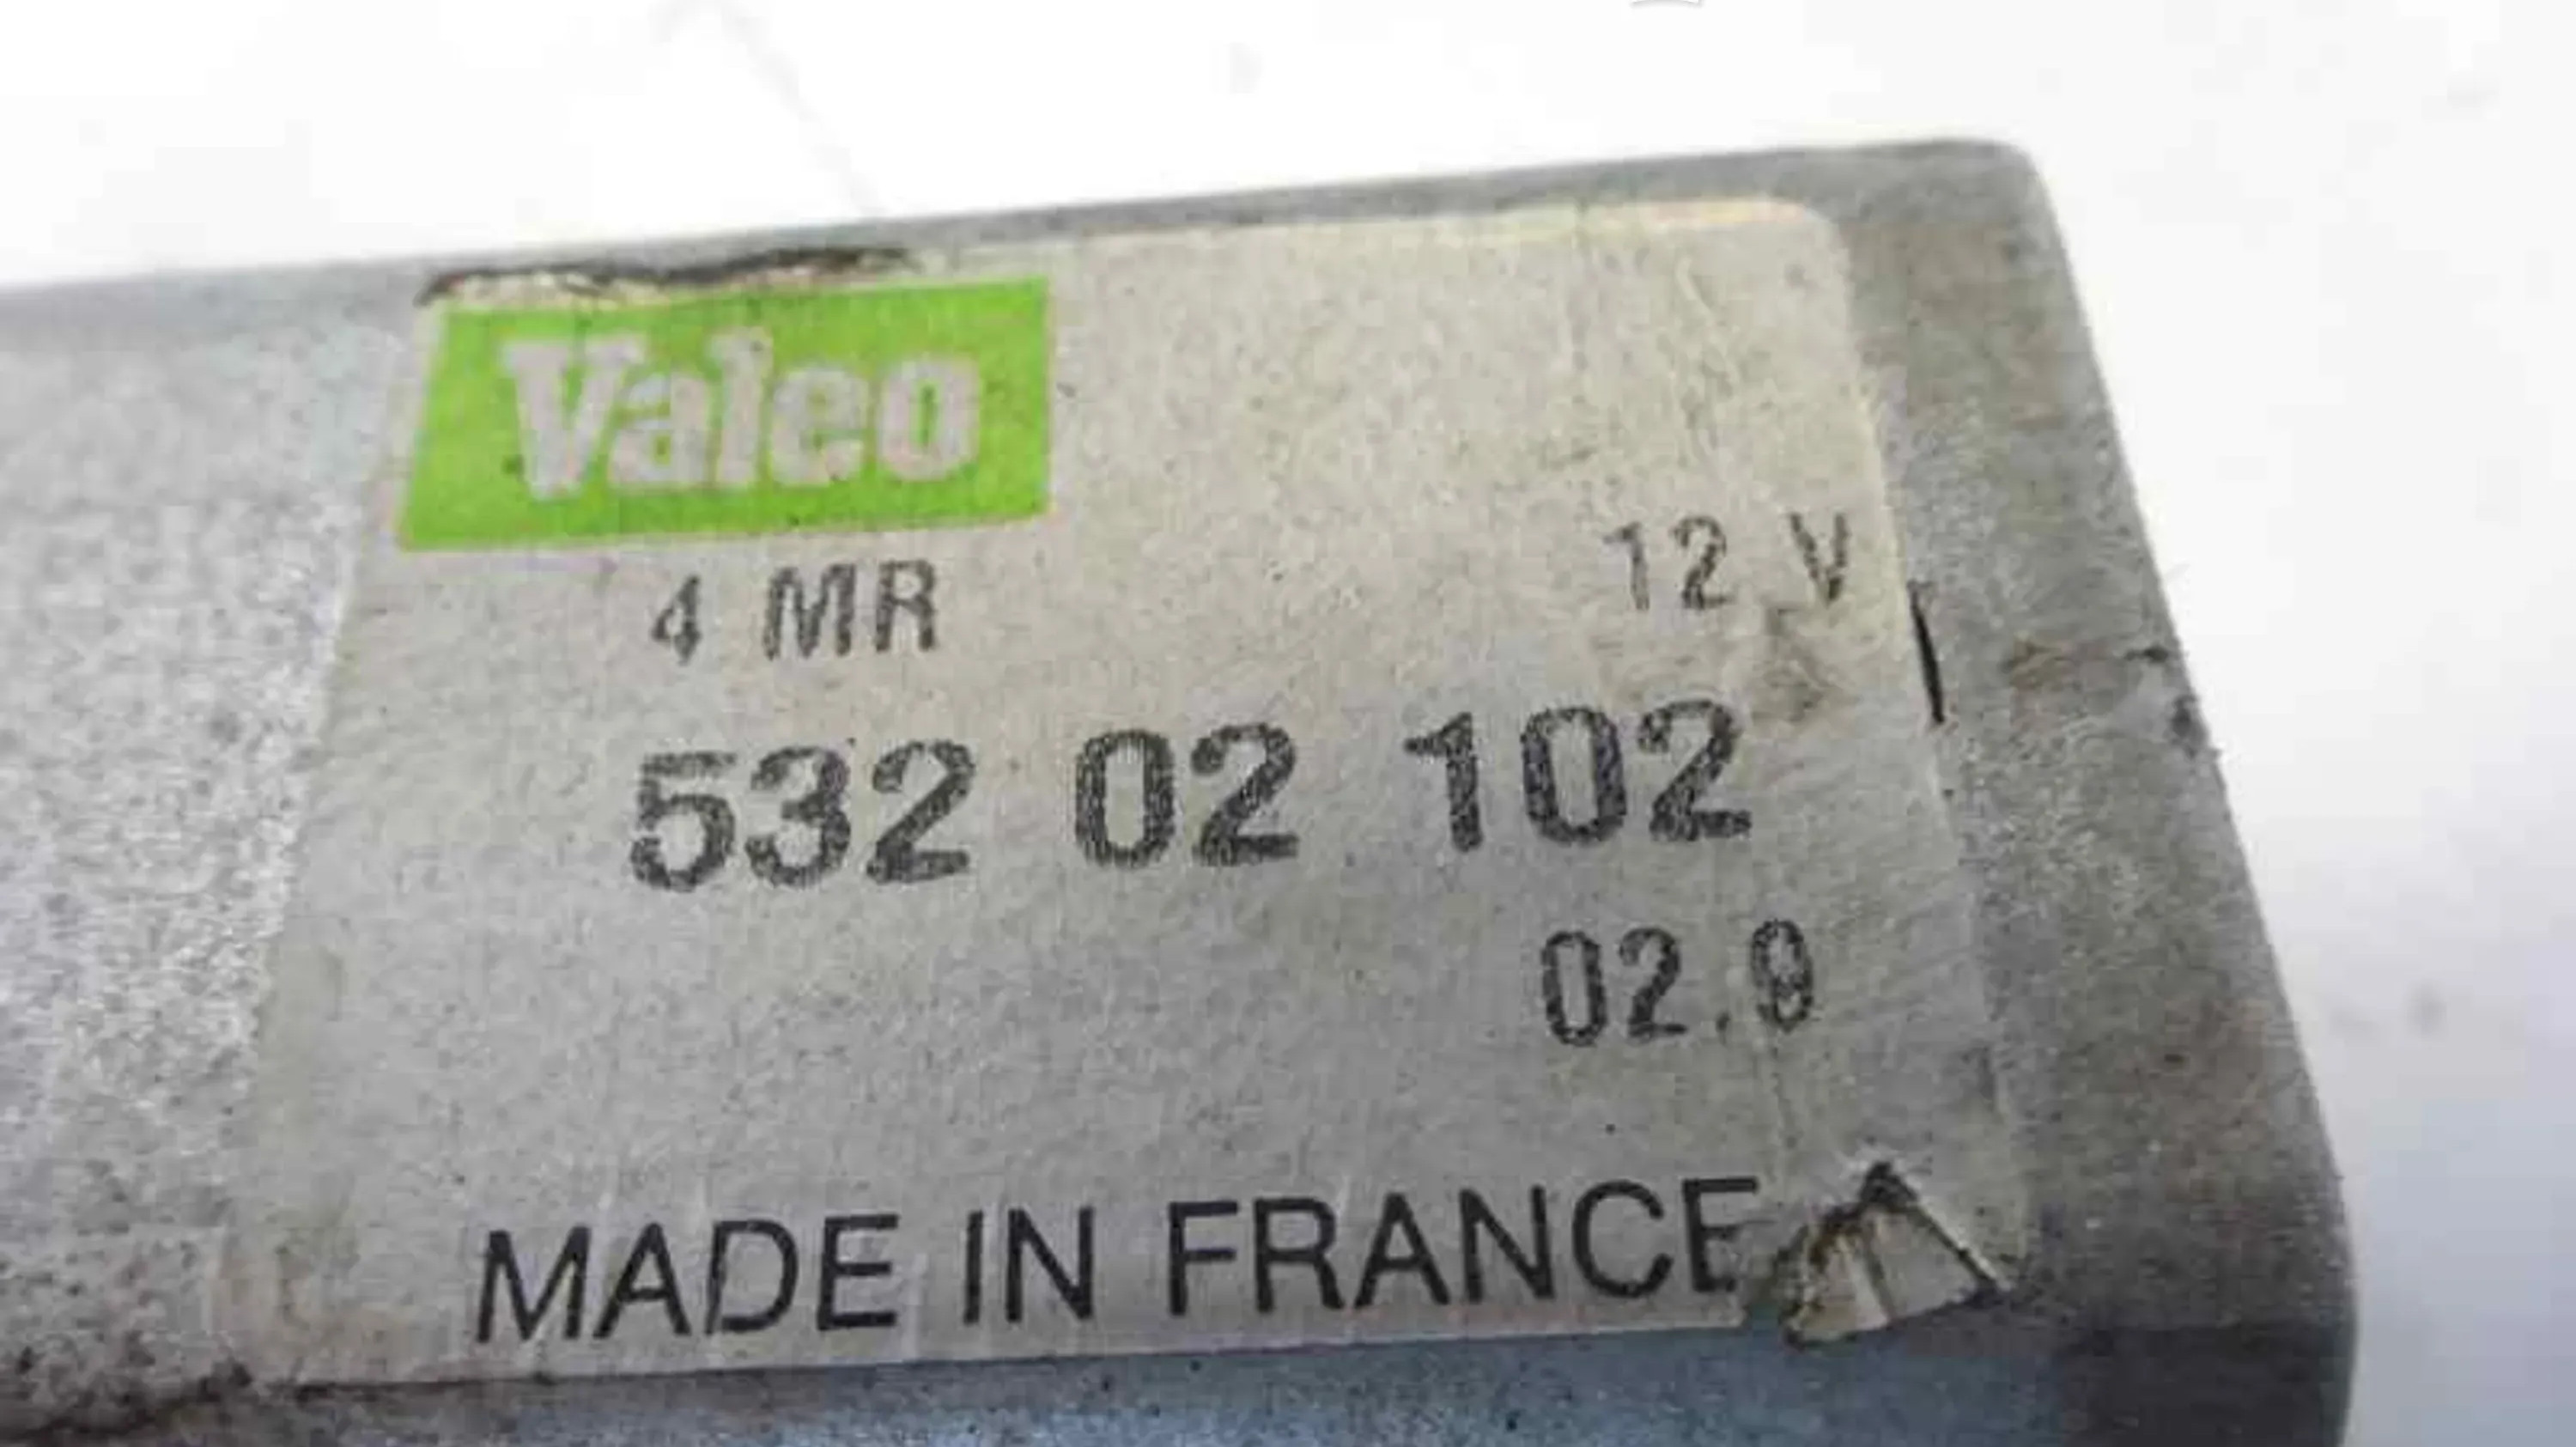 Valeo
4 MR 12 V
532 02 102
02.9
MADE IN FRANCE